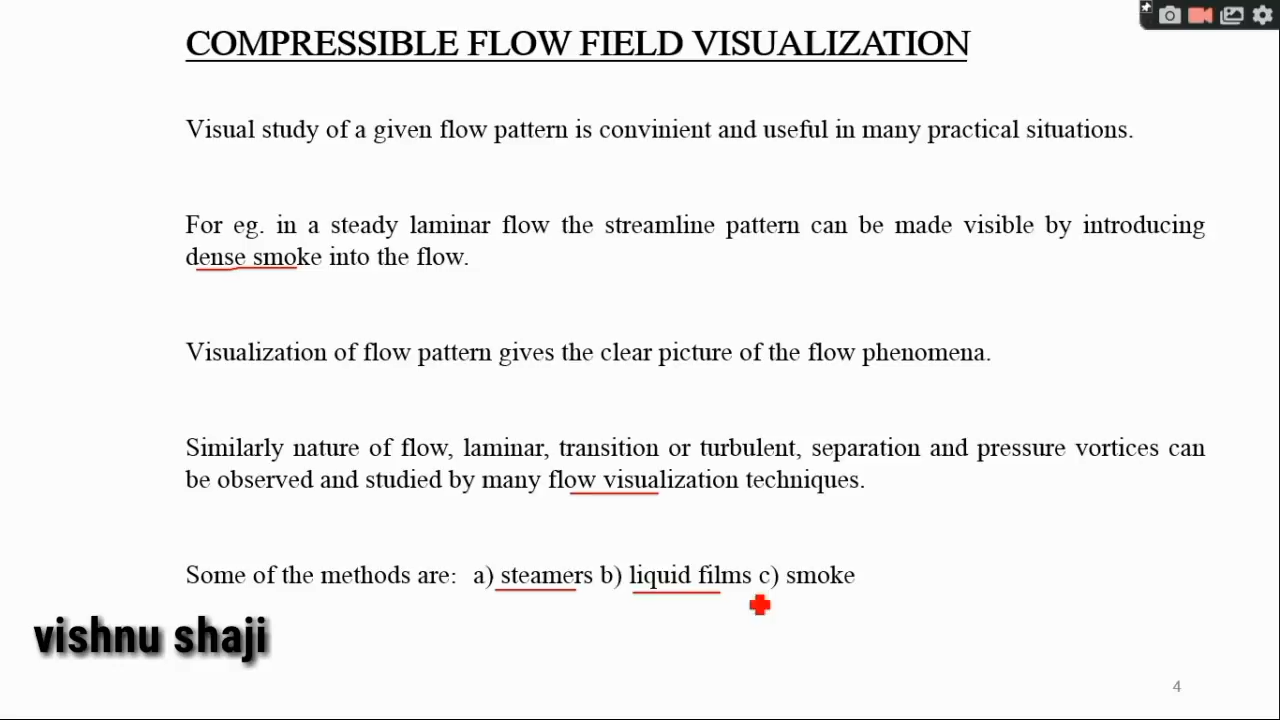 COMPRESSIBLE FLOW FIELD VISUALIZATION
Visual study of a given flow pattern is convinient and useful in many practical situations.
For eg. in a steady laminar flow the streamline pattern can be made visible by introducing
dense smoke into the flow.
Visualization of flow pattern gives the clear picture of the flow phenomena.
Similarly nature of flow, laminar, transition or turbulent, separation and pressure vortices can
be observed and studied by many flow visualization techniques.
Some of the methods are: a) steamers b) liquid films c) smoke
vishnu shaji
4